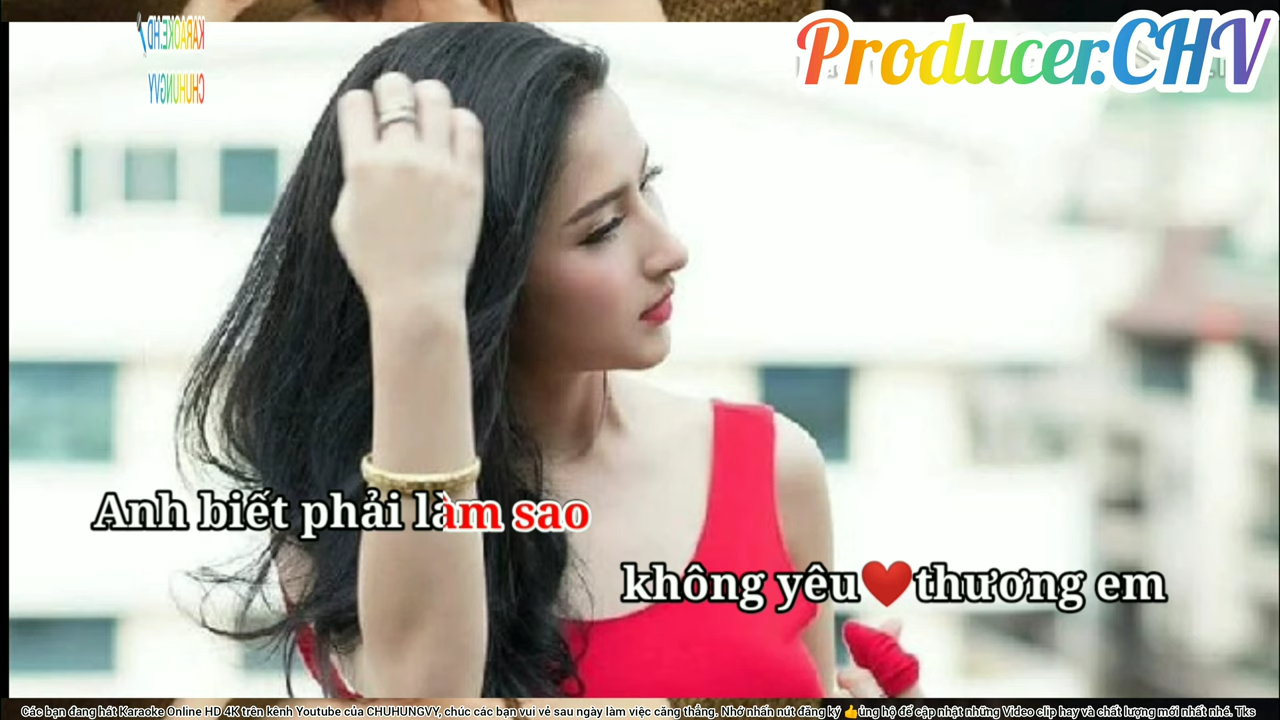 KARAOKE HD
CHUHUNGVY
Producer.CHV
Anh biết phải làm sao
không yêu❤️thương em
Các bạn đang hát Karaoke Online HD 4K trên kênh Youtube của CHUHUNGVY, chúc các bạn vui vẻ sau ngày làm việc căng thẳng. Nhớ nhấn nút đăng ký 👍ủng hộ để cập nhật những Video clip hay và chất lượng mới nhất nhé. Tks